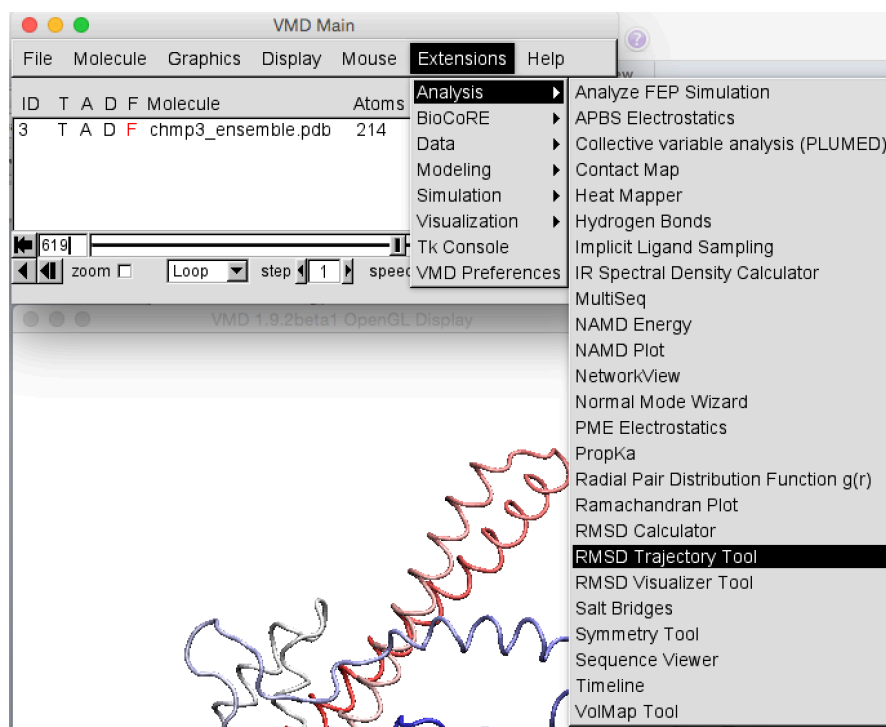 VMD Main
File Molecule Graphics Display Mouse Extensions Help
ID T A D F Molecule Atoms
3 T A D F chmp3_ensemble.pdb 214
619
zoom Loop step 1 speed
Analysis
BioCoRE
Data
Modeling
Simulation
Visualization
Tk Console
VMD Preferences
Analyze FEP Simulation
APBS Electrostatics
Collective variable analysis (PLUMED)
Contact Map
Heat Mapper
Hydrogen Bonds
Implicit Ligand Sampling
IR Spectral Density Calculator
MultiSeq
NAMD Energy
NAMD Plot
NetworkView
Normal Mode Wizard
PME Electrostatics
PropKa
Radial Pair Distribution Function g(r)
Ramachandran Plot
RMSD Calculator
RMSD Trajectory Tool
RMSD Visualizer Tool
Salt Bridges
Symmetry Tool
Sequence Viewer
Timeline
VolMap Tool
VMD 1.9.2beta1 OpenGL Display